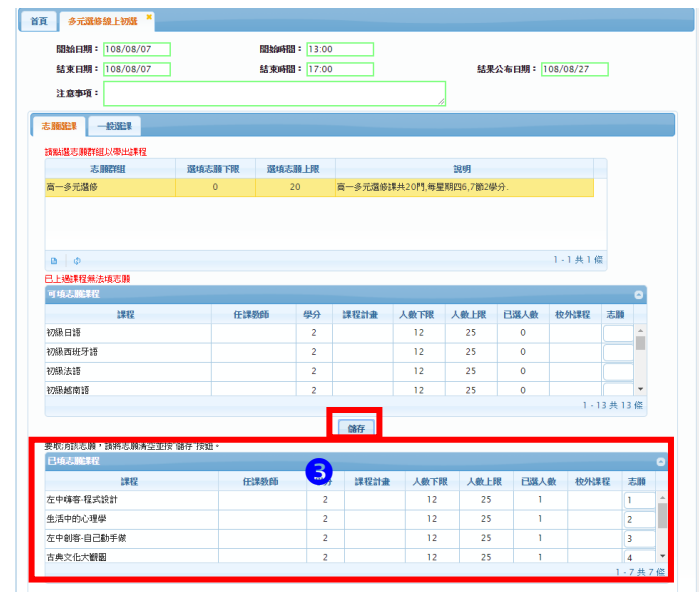 首頁 多元選修線上初選
開始日期： 108/08/07 開始時間： 13:00
結束日期： 108/08/07 結束時間： 17:00 結果公布日期： 108/08/27
注意事項：
志願選課 一般選課
請點選志願群組以帶出課程
志願群組 選填志願下限 選填志願上限 說明
高一多元選修 0 20 高一多元選修課共20門,每星期四6,7節2學分.
1 - 1 共 1 條
已上過課程無法填志願
可填志願課程
課程 任課教師 學分 課程計畫 人數下限 人數上限 已選人數 校外課程 志願
初級日語 2 12 25 0
初級西班牙語 2 12 25 0
初級法語 2 12 25 0
初級越南語 2 12 25 0
1 - 13 共 13 條
儲存
要取消該志願，請將志願清空並按"儲存"按鈕。
已填志願課程
3
課程 任課教師 課程計畫 人數下限 人數上限 已選人數 校外課程 志願
左中嗨客-程式設計 2 12 25 1 1
生活中的心理學 2 12 25 1 2
左中創客-自己動手做 2 12 25 1 3
古典文化大觀園 2 12 25 1 4
1 - 7 共 7 條